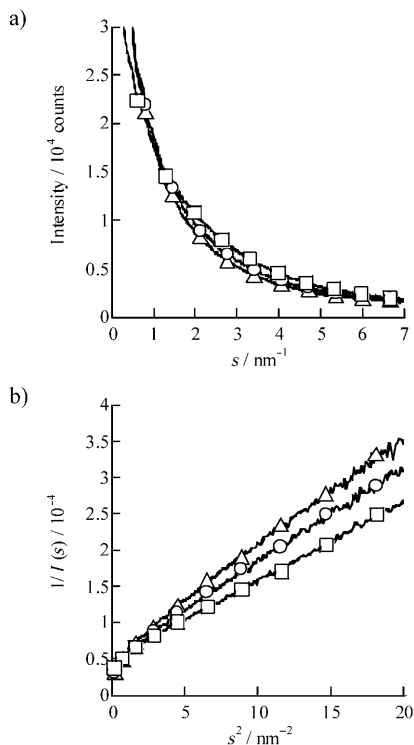 a)
Intensity / 10⁴ counts
3
2.5
2
1.5
1
0.5
0
0 1 2 3 4 5 6 7
s / nm⁻¹
b)
1/ I (s) / 10⁻⁴
4
3.5
3
2.5
2
1.5
1
0.5
0
0 5 10 15 20
s² / nm⁻²